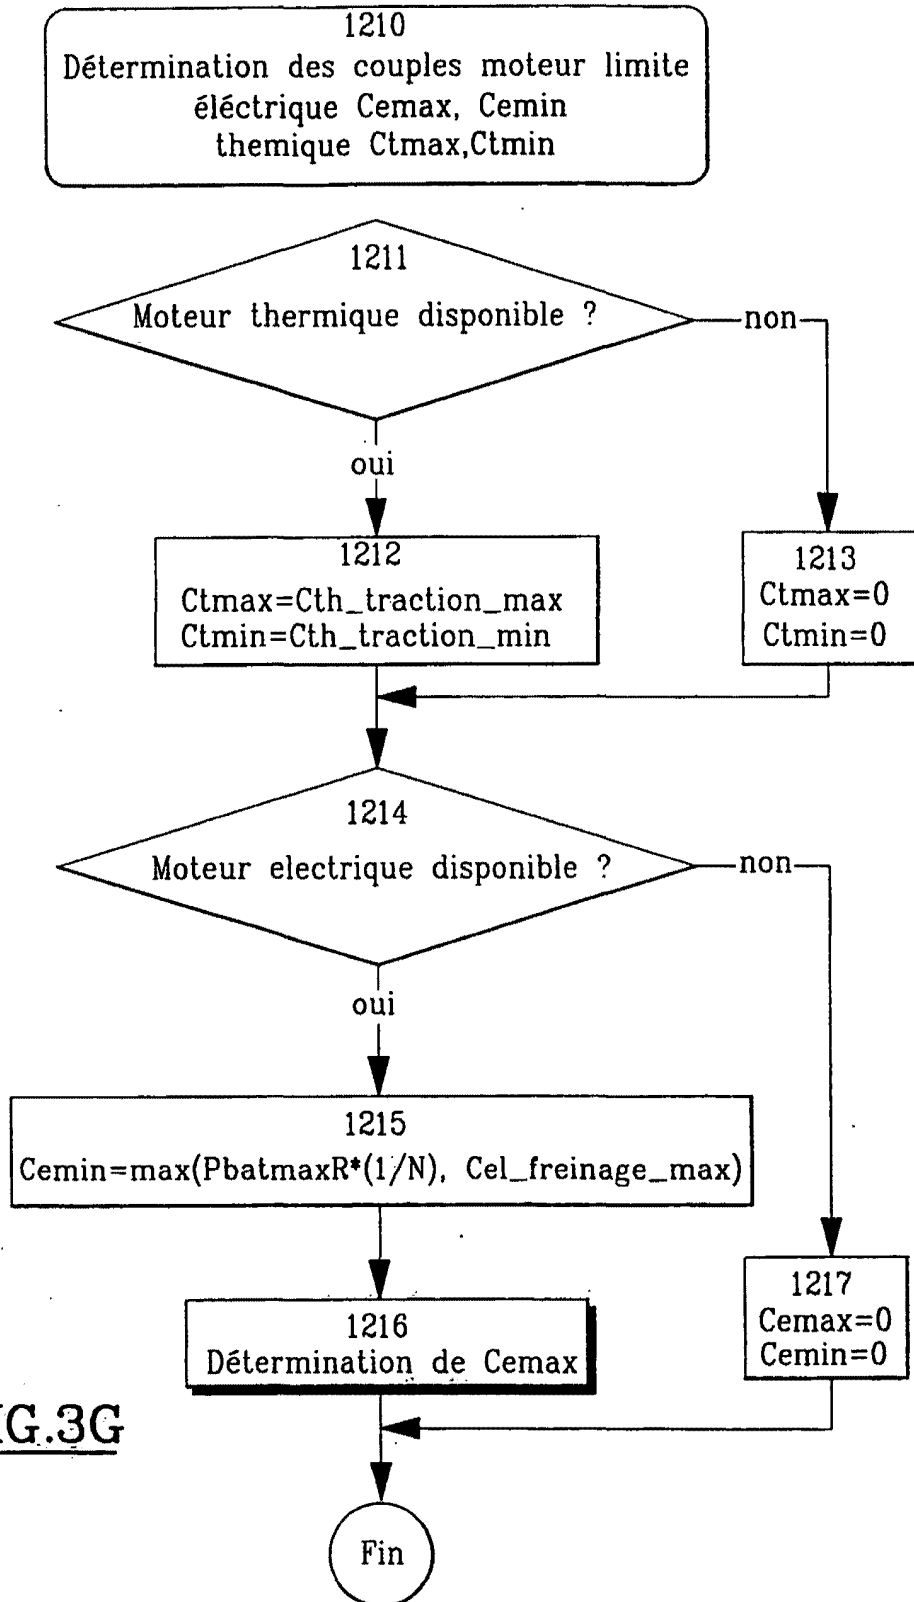 1210
Détermination des couples moteur limite
éléctrique Cemax, Cemin
themique Ctmax,Ctmin
1211
Moteur thermique disponible ?
non
oui
1212
Ctmax=Cth_traction_max
Ctmin=Cth_traction_min
1213
Ctmax=0
Ctmin=0
1214
Moteur electrique disponible ?
non
oui
1215
Cemin=max(PbatmaxR*(1/N), Cel_freinage_max)
1216
Détermination de Cemax
1217
Cemax=0
Cemin=0
IG.3G
Fin